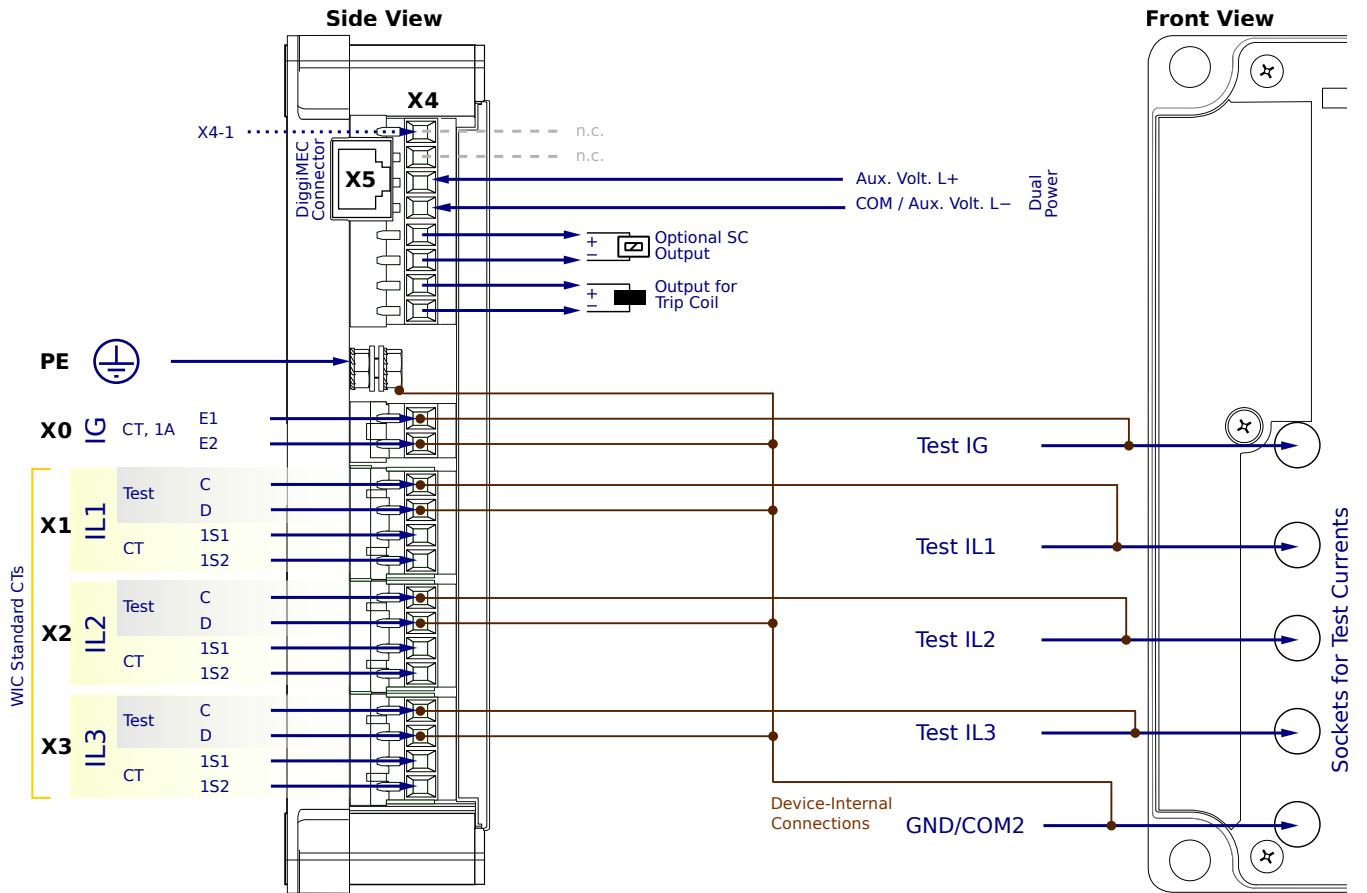 Side View
Front View
X4
X4-1
n.c.
n.c.
DiggiMEC
Connector
X5
Aux. Volt. L+
COM / Aux. Volt. L−
Dual
Power
+
−
Optional SC
Output
+
−
Output for
Trip Coil
PE
X0
IG
CT, 1A
E1
E2
Test IG
WIC Standard CTs
X1
IL1
Test
C
D
CT
1S1
1S2
Test IL1
X2
IL2
Test
C
D
CT
1S1
1S2
Test IL2
X3
IL3
Test
C
D
CT
1S1
1S2
Test IL3
Sockets for Test Currents
Device-Internal
Connections
GND/COM2